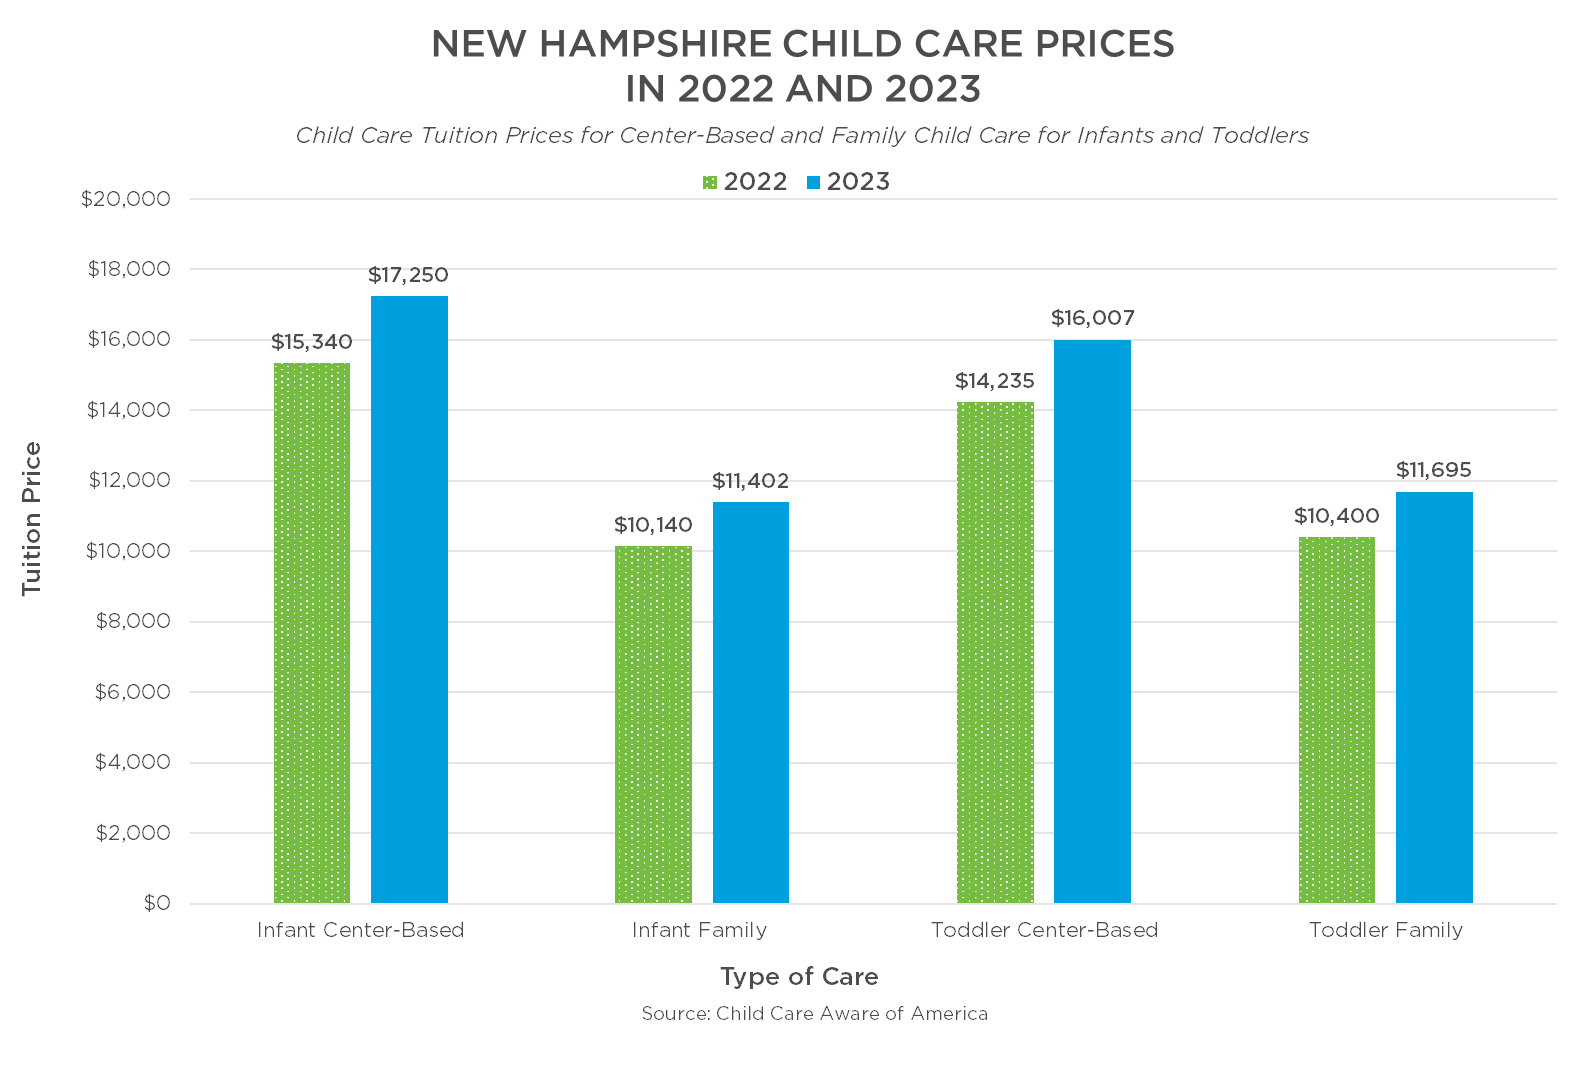 NEW HAMPSHIRE CHILD CARE PRICES
IN 2022 AND 2023
Child Care Tuition Prices for Center-Based and Family Child Care for Infants and Toddlers
2022 2023
$20,000
$18,000
$16,000
$14,000
$12,000
$10,000
$8,000
$6,000
$4,000
$2,000
$0
Tuition Price
$15,340
$17,250
$10,140
$11,402
$14,235
$16,007
$10,400
$11,695
Infant Center-Based
Infant Family
Toddler Center-Based
Toddler Family
Type of Care
Source: Child Care Aware of America